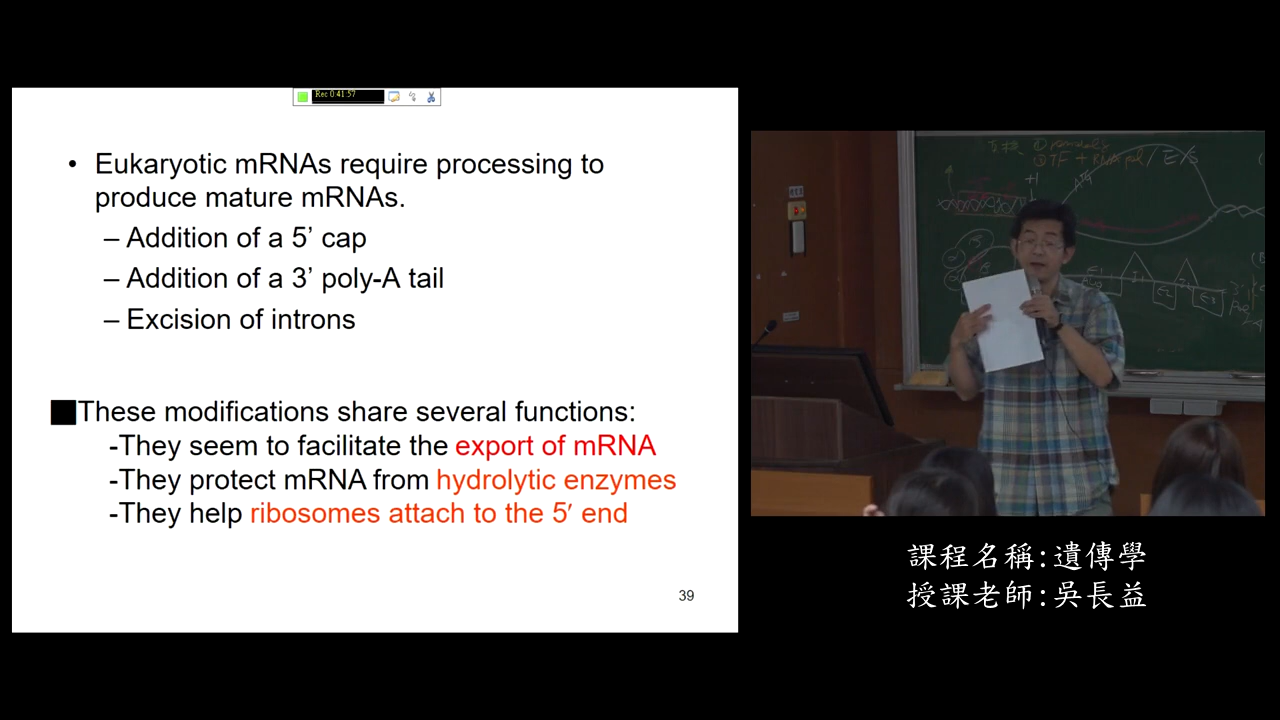 Rec 0:41:57
• Eukaryotic mRNAs require processing to
produce mature mRNAs.
– Addition of a 5’ cap
– Addition of a 3’ poly-A tail
– Excision of introns
These modifications share several functions:
-They seem to facilitate the export of mRNA
-They protect mRNA from hydrolytic enzymes
-They help ribosomes attach to the 5′ end
39
+1
課程名稱:遺傳學
授課老師:吳長益